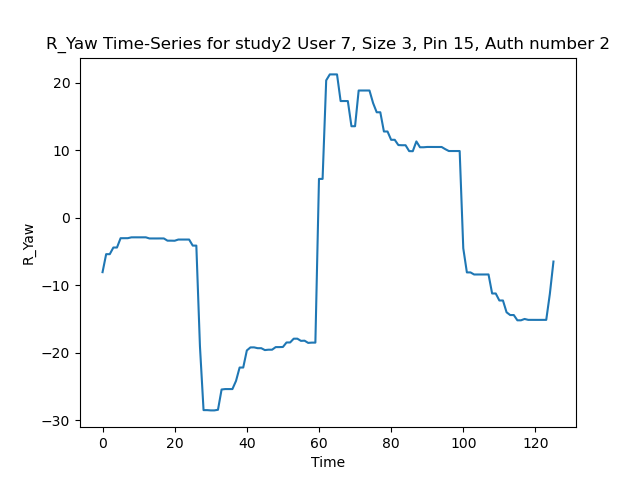 R_Yaw Time-Series for study2 User 7, Size 3, Pin 15, Auth number 2
20
10
0
−10
−20
−30
R_Yaw
0 20 40 60 80 100 120
Time